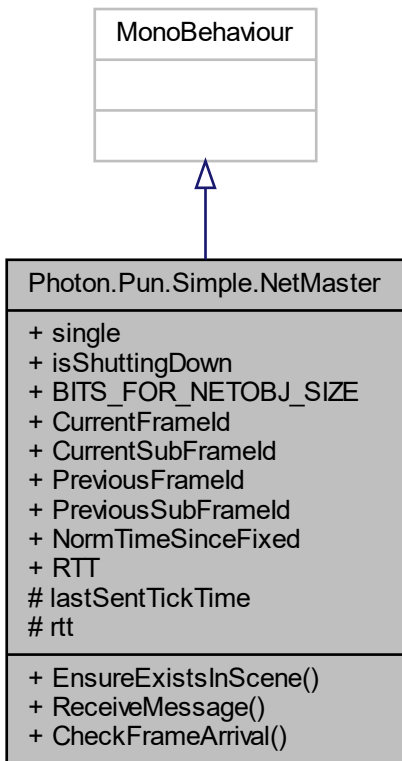 MonoBehaviour
Photon.Pun.Simple.NetMaster
+ single
+ isShuttingDown
+ BITS_FOR_NETOBJ_SIZE
+ CurrentFrameId
+ CurrentSubFrameId
+ PreviousFrameId
+ PreviousSubFrameId
+ NormTimeSinceFixed
+ RTT
# lastSentTickTime
# rtt
+ EnsureExistsInScene()
+ ReceiveMessage()
+ CheckFrameArrival()